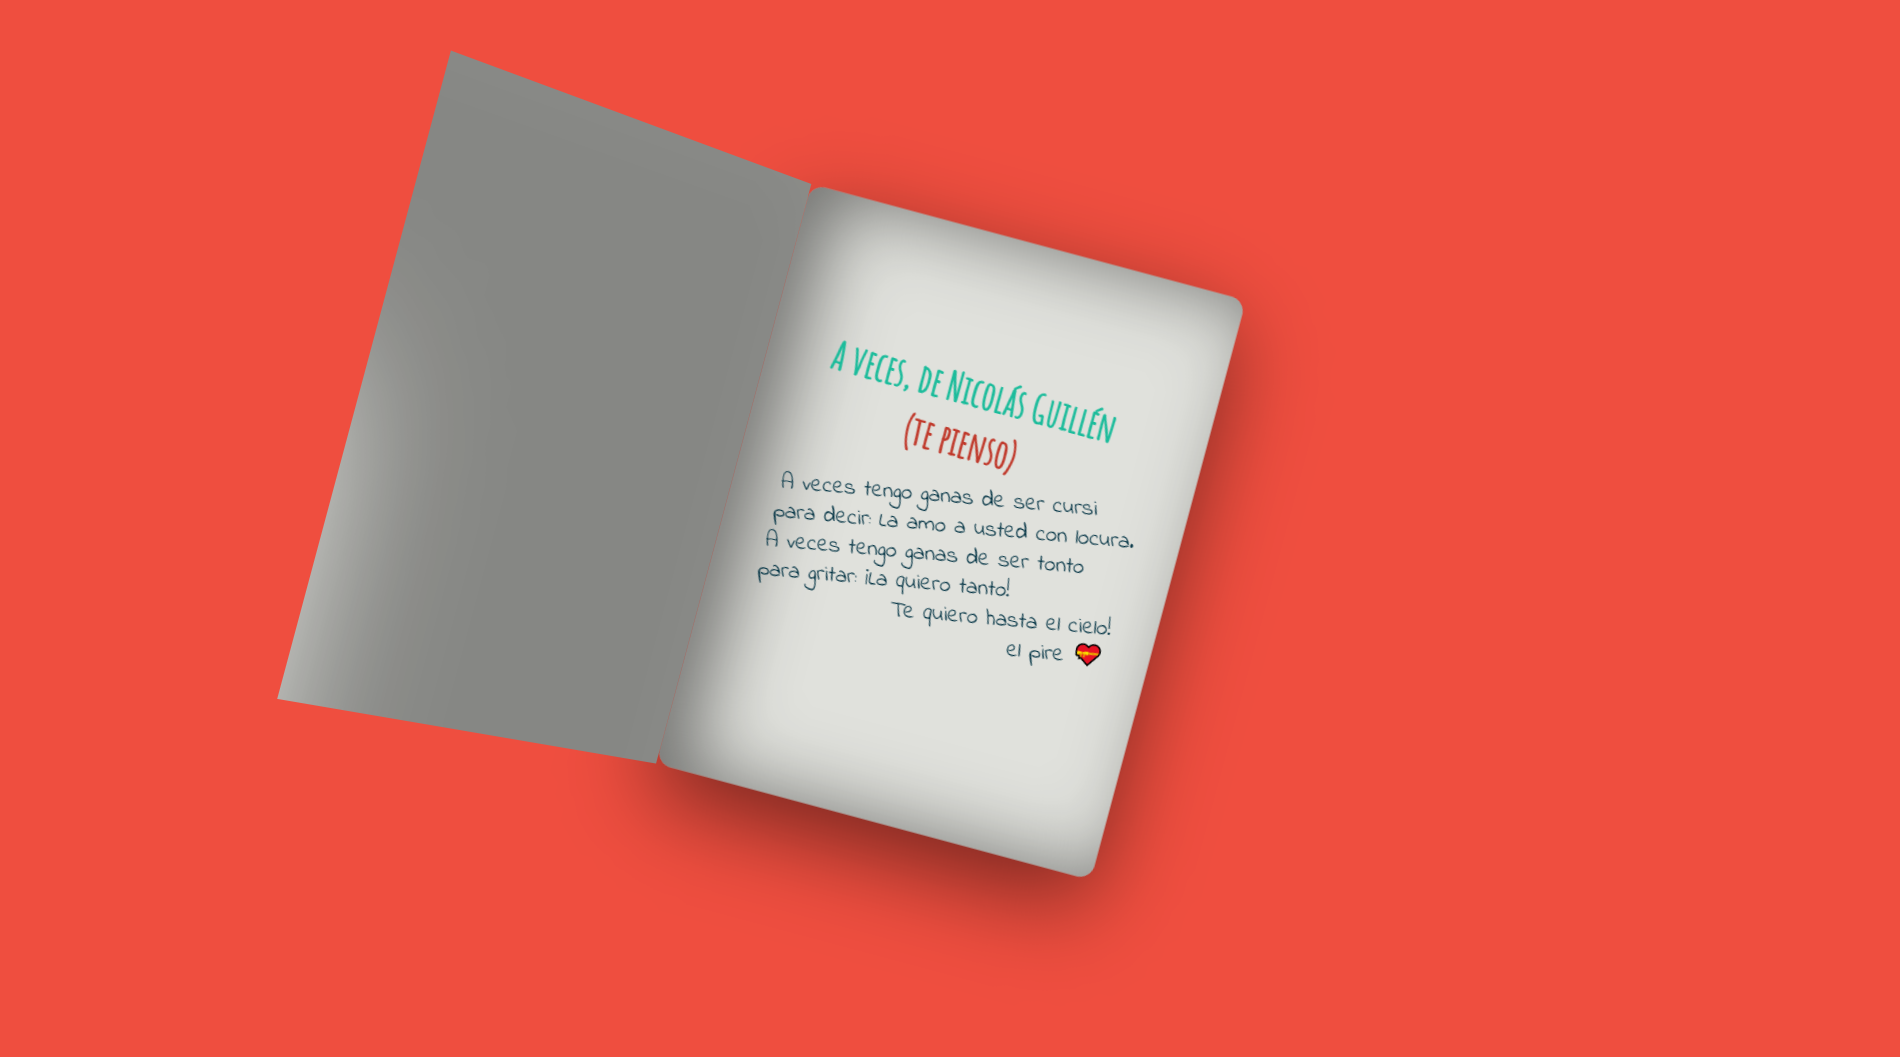 A veces, de Nicolás Guillén
(te pienso)
A veces tengo ganas de ser cursi
para decir: La amo a usted con locura.
A veces tengo ganas de ser tonto
para gritar: ¡La quiero tanto!
Te quiero hasta el cielo!
el pire